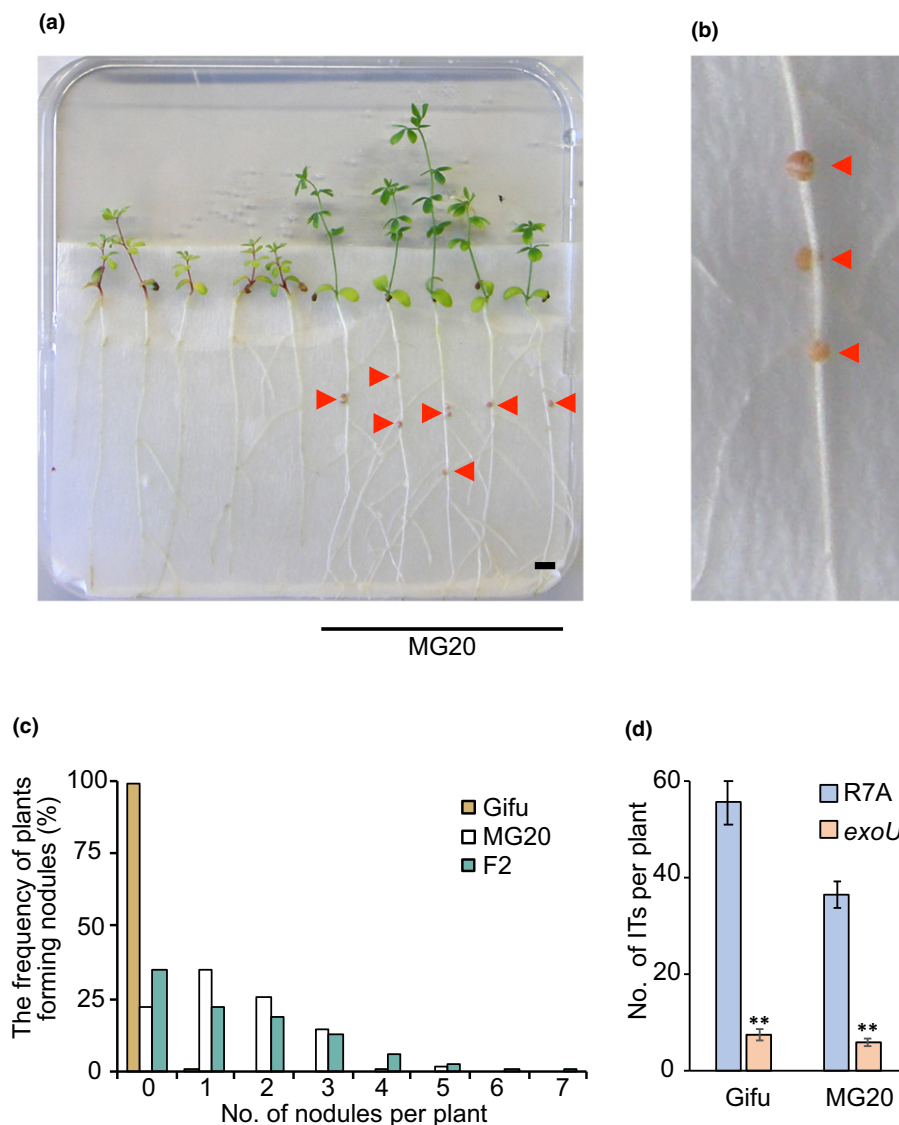 (a)
(b)
MG20
(c)
The frequency of plants
forming nodules (%)
100
75
50
25
0
Gifu
MG20
F2
0 1 2 3 4 5 6 7
No. of nodules per plant
(d)
No. of ITs per plant
60
40
20
0
R7A
exoU
**
**
Gifu MG20